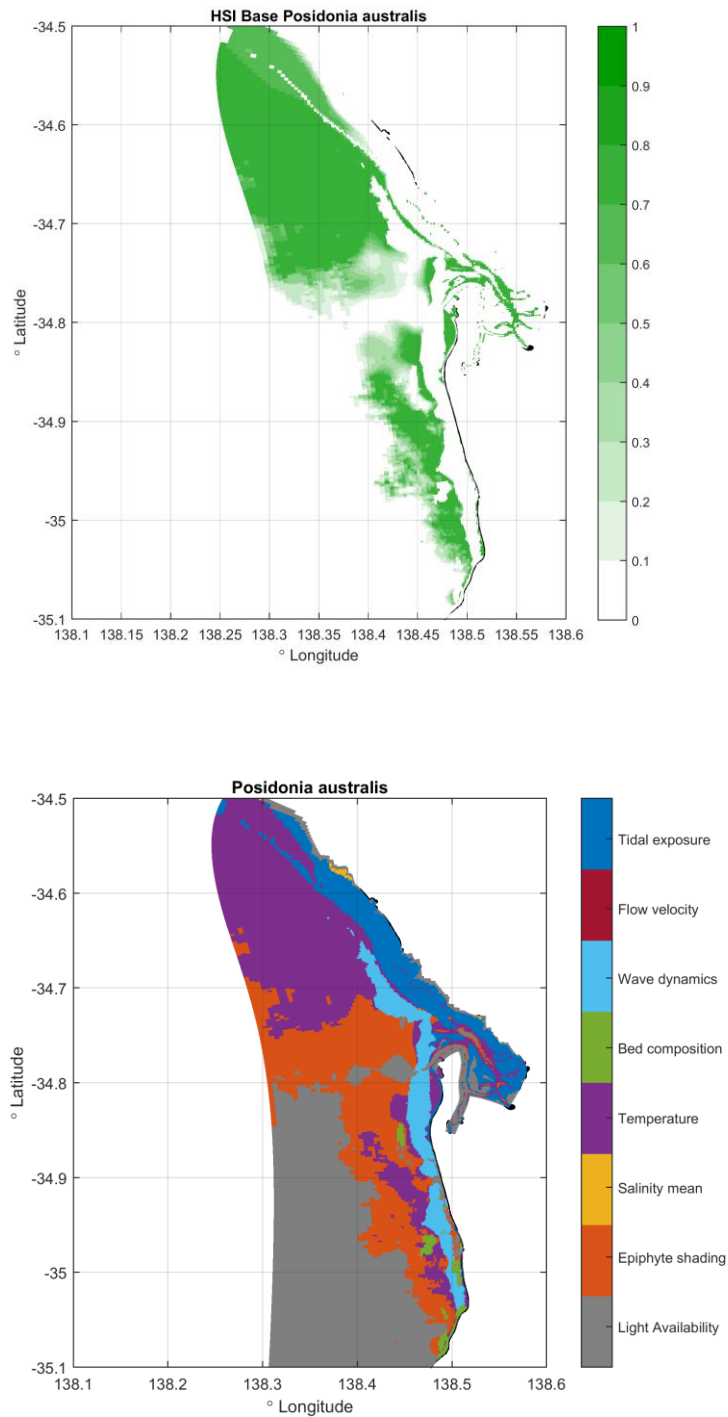 HSI Base Posidonia australis
-34.5
-34.6
-34.7
-34.8
-34.9
-35
-35.1
° Latitude
138.1 138.15 138.2 138.25 138.3 138.35 138.4 138.45 138.5 138.55 138.6
° Longitude
1
0.9
0.8
0.7
0.6
0.5
0.4
0.3
0.2
0.1
0
Posidonia australis
-34.5
-34.6
-34.7
-34.8
-34.9
-35
-35.1
° Latitude
138.1 138.2 138.3 138.4 138.5 138.6
° Longitude
Tidal exposure
Flow velocity
Wave dynamics
Bed composition
Temperature
Salinity mean
Epiphyte shading
Light Availability